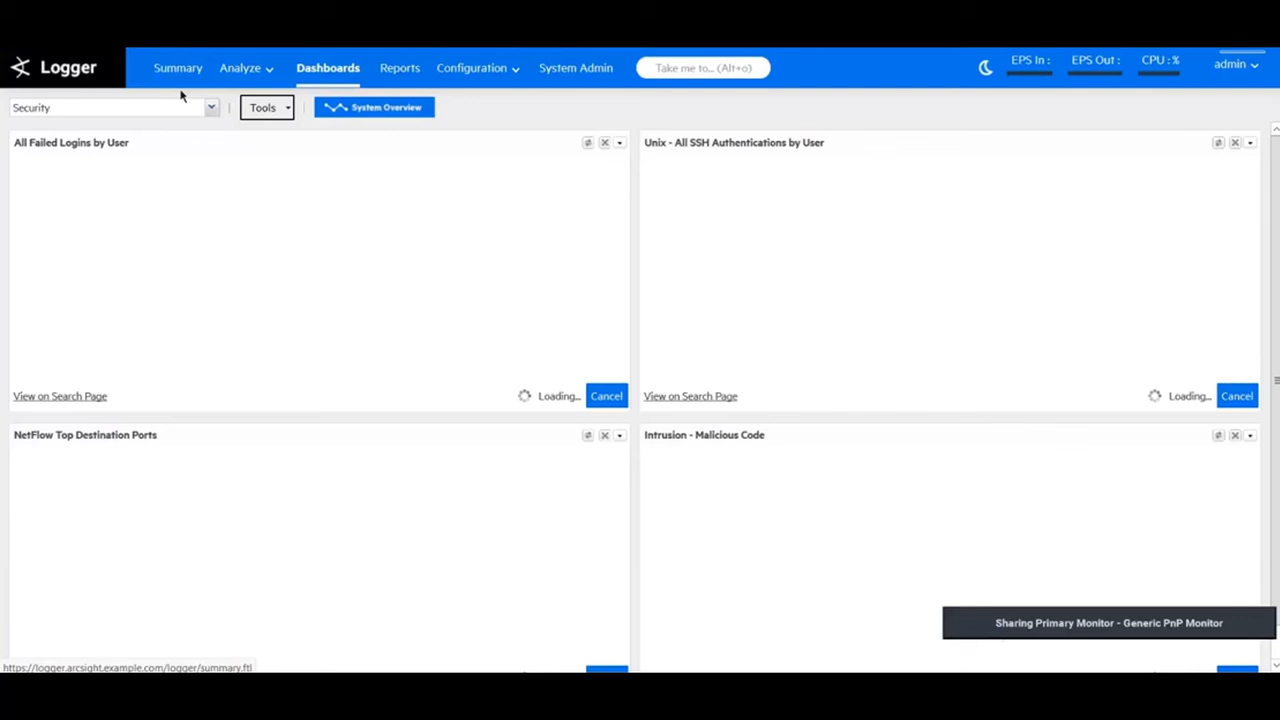 Logger
Summary Analyze Dashboards Reports Configuration System Admin Take me to... (Alt+o) EPS In : EPS Out : CPU : % admin
Security Tools System Overview
All Failed Logins by User
Unix - All SSH Authentications by User
View on Search Page Loading... Cancel
View on Search Page Loading... Cancel
NetFlow Top Destination Ports
Intrusion - Malicious Code
Sharing Primary Monitor - Generic PnP Monitor
https://logger.arcsight.example.com/logger/summary.ftl